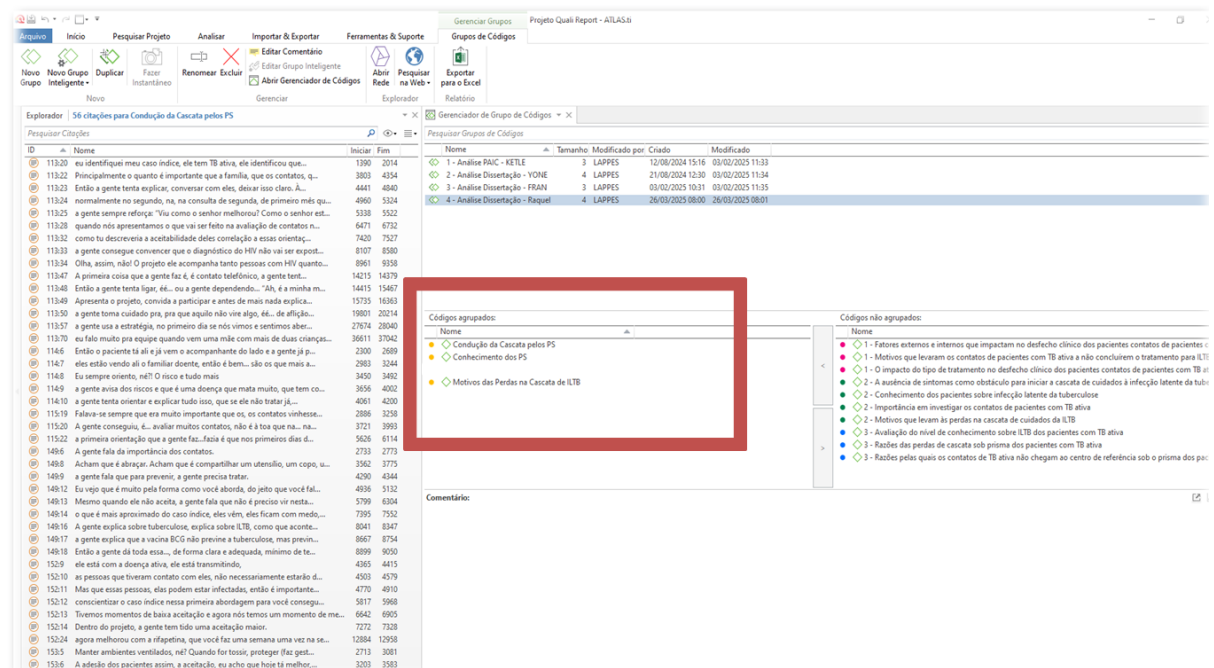 Gerenciar Grupos Projeto Quali Report - ATLAS.ti
Arquivo Início Pesquisar Projeto Analisar Importar & Exportar Ferramentas & Suporte Grupos de Códigos
Novo Grupo
Novo Grupo Inteligente
Duplicar
Fazer Instantâneo
Renomear
Excluir
Editar Comentário
Editar Grupo Inteligente
Abrir Gerenciador de Códigos
Abrir Rede
Pesquisar na Web
Exportar para o Excel
Novo Gerenciar Explorador Relatório
Explorador 56 citações para Condução da Cascata pelos PS
Pesquisar Citações
ID Nome Iniciar Fim
113:20 eu identifiquei meu caso índice, ele tem TB ativa, ele identificou que... 1390 2014
113:22 Principalmente o quanto é importante que a família, que os contatos, q... 3803 4354
113:23 Então a gente tenta explicar, conversar com eles, deixar isso claro. À... 4441 4840
113:24 normalmente no segundo, na, na consulta de segunda, de primeiro mês qu... 4960 5324
113:25 a gente sempre reforça: "Viu como o senhor melhorou? Como o senhor est... 5338 5522
113:28 quando nós apresentamos o que vai ser feito na avaliação de contatos n... 6471 6732
113:32 como tu descreveria a aceitabilidade deles correlação a essas orientaç... 7420 7527
113:33 a gente consegue convencer que o diagnóstico do HIV não vai ser expost... 8107 8580
113:34 Olha, assim, não! O projeto ele acompanha tanto pessoas com HIV quanto... 8961 9358
113:47 A primeira coisa que a gente faz é, é contato telefônico, a gente tent... 14215 14379
113:48 Então a gente tenta ligar, éé... ou a gente dependendo... "Ah, é a minha m... 14415 15467
113:49 Apresenta o projeto, convida a participar e antes de mais nada explica... 15735 16363
113:50 a gente toma cuidado pra, pra que aquilo não vire algo, éé... de aflição... 19801 20214
113:57 a gente usa a estratégia, no primeiro dia se nós vimos e sentimos aber... 27674 28040
113:70 eu falo muito pra equipe quando vem uma mãe com mais de duas crianças... 36611 37042
114:6 Então o paciente tá ali e já vem o acompanhante do lado e a gente já p... 2300 2689
114:7 eles estão vendo ali o familiar doente, então é bem... são os que mais a... 2983 3244
114:8 Eu sempre oriento, né?! O risco e tudo mais 3450 3492
114:9 a gente avisa dos riscos e que é uma doença que mata muito, que tem co... 3656 4002
114:10 a gente tenta orientar e explicar tudo isso, que se ele não tratar já,... 4061 4200
115:19 Falava-se sempre que era muito importante que os, os contatos vinhesse... 2886 3258
115:20 A gente conseguiu, é... avaliar muitos contatos, não é à toa que na... na... 3721 3993
115:22 a primeira orientação que a gente faz...fazia é que nos primeiros dias d... 5626 6114
149:6 A gente fala da importância dos contatos. 2733 2773
149:8 Acham que é abraçar. Acham que é compartilhar um utensílio, um copo, u... 3562 3775
149:9 a gente fala que para prevenir, a gente precisa tratar. 4290 4344
149:12 Eu vejo que é muito pela forma como você aborda, do jeito que você fal... 4936 5132
149:13 Mesmo quando ele não aceita, a gente fala que não é preciso vir nesta... 5799 6304
149:14 o que é mais aproximado do caso índice, eles vêm, eles ficam com medo,... 7395 7552
149:16 A gente explica sobre tuberculose, explica sobre ILTB, como que aconte... 8041 8347
149:17 a gente explica que a vacina BCG não previne a tuberculose, mas previn... 8667 8754
149:18 Então a gente dá toda essa..., de forma clara e adequada, mínimo de te... 8899 9050
152:9 ele está com a doença ativa, ele está transmitindo, 4365 4415
152:10 as pessoas que tiveram contato com eles, não necessariamente estarão d... 4503 4579
152:11 Mas que essas pessoas, elas podem estar infectadas, então é importante... 4770 4910
152:12 conscientizar o caso índice nessa primeira abordagem para você consegu... 5817 5968
152:13 Tivemos momentos de baixa aceitação e agora nós temos um momento de me... 6642 6905
152:14 Dentro do projeto, a gente tem tido uma aceitação maior. 7272 7328
152:24 agora melhorou com a rifapetina, que você faz uma semana uma vez na se... 12884 12958
153:5 Manter ambientes ventilados, né? Quando for tossir, proteger (faz gest... 2713 3081
153:6 A adesão dos pacientes assim, a aceitação, eu acho que hoje tá melhor,... 3203 3583
Gerenciador de Grupo de Códigos
Pesquisar Grupos de Códigos
Nome Tamanho Modificado por Criado Modificado
1 - Análise PAIC - KETLE 3 LAPPES 12/08/2024 15:16 03/02/2025 11:33
2 - Análise Dissertação - YONE 4 LAPPES 21/08/2024 12:30 03/02/2025 11:34
3 - Análise Dissertação - FRAN 3 LAPPES 03/02/2025 10:31 03/02/2025 11:35
4 - Análise Dissertação - Raquel 4 LAPPES 26/03/2025 08:00 26/03/2025 08:01
Códigos agrupados:
Nome
Condução da Cascata pelos PS
Conhecimento dos PS
Motivos das Perdas na Cascata de ILTB
Códigos não agrupados:
Nome
1 - Fatores externos e internos que impactam no desfecho clínico dos pacientes contatos de pacientes c
1 - Motivos que levaram os contatos de pacientes com TB ativa a não concluírem o tratamento para ILT
1 - O impacto do tipo de tratamento no desfecho clínico dos pacientes contatos de pacientes com TB at
2 - A ausência de sintomas como obstáculo para iniciar a cascata de cuidados à infecção latente da tube
2 - Conhecimento dos pacientes sobre infecção latente da tuberculose
2 - Importância em investigar os contatos de pacientes com TB ativa
2 - Motivos que levam às perdas na cascata de cuidados da ILTB
3 - Avaliação do nível de conhecimento sobre ILTB dos pacientes com TB ativa
3 - Razões das perdas de cascata sob prisma dos pacientes com TB ativa
3 - Razões pelas quais os contatos de TB ativa não chegam ao centro de referência sob o prisma dos pac
<
>
Comentário: